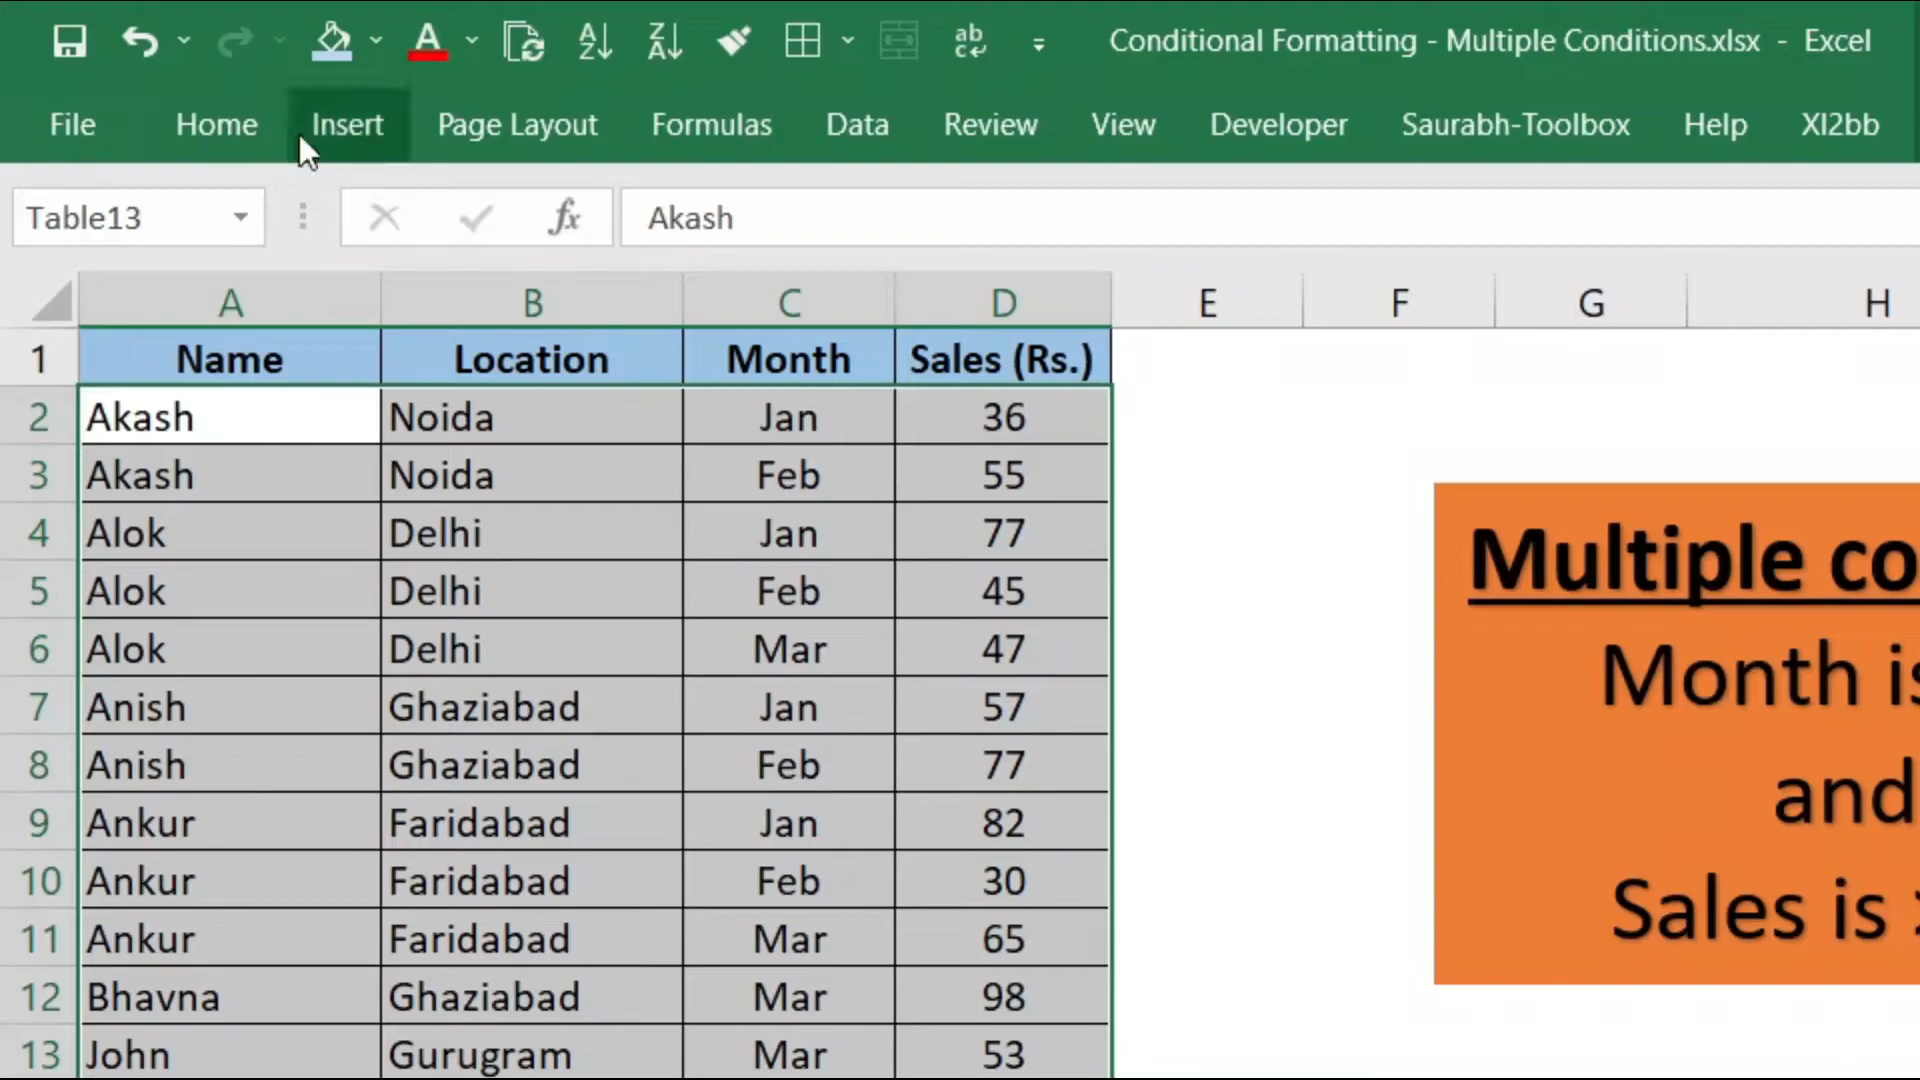 Conditional Formatting - Multiple Conditions.xlsx - Excel
File Home Insert Page Layout Formulas Data Review View Developer Saurabh-Toolbox Help Xl2bb
Table13 fx Akash
A B C D E F G H
1 Name Location Month Sales (Rs.)
2 Akash Noida Jan 36
3 Akash Noida Feb 55
4 Alok Delhi Jan 77
5 Alok Delhi Feb 45
6 Alok Delhi Mar 47
7 Anish Ghaziabad Jan 57
8 Anish Ghaziabad Feb 77
9 Ankur Faridabad Jan 82
10 Ankur Faridabad Feb 30
11 Ankur Faridabad Mar 65
12 Bhavna Ghaziabad Mar 98
13 John Gurugram Mar 53
Multiple co
Month is
and
Sales is